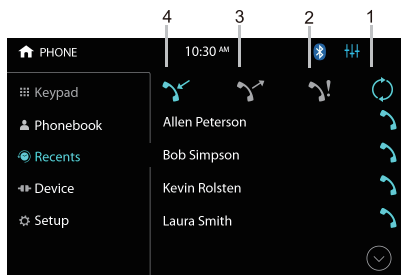 4 3 2 1
PHONE 10:30 AM
Keypad
Phonebook
Recents
Device
Setup
Allen Peterson
Bob Simpson
Kevin Rolsten
Laura Smith